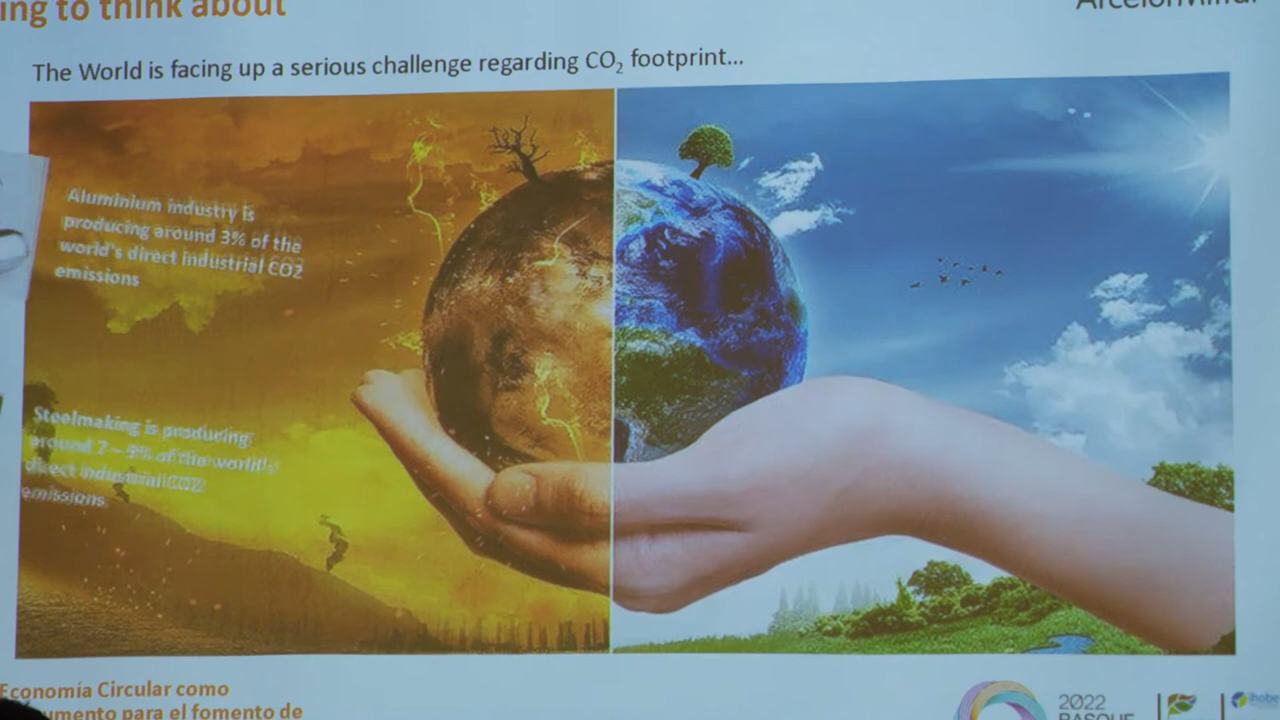 ing to think about
The World is facing up a serious challenge regarding CO₂ footprint...
Aluminium industry is
producing around 3% of the
world's direct industrial CO2
emissions
Steelmaking is producing
around 7 – 9% of the world's
direct industrial CO2
emissions
Economía Circular como
umento para el fomento de
2022
BASQUE
ihobe